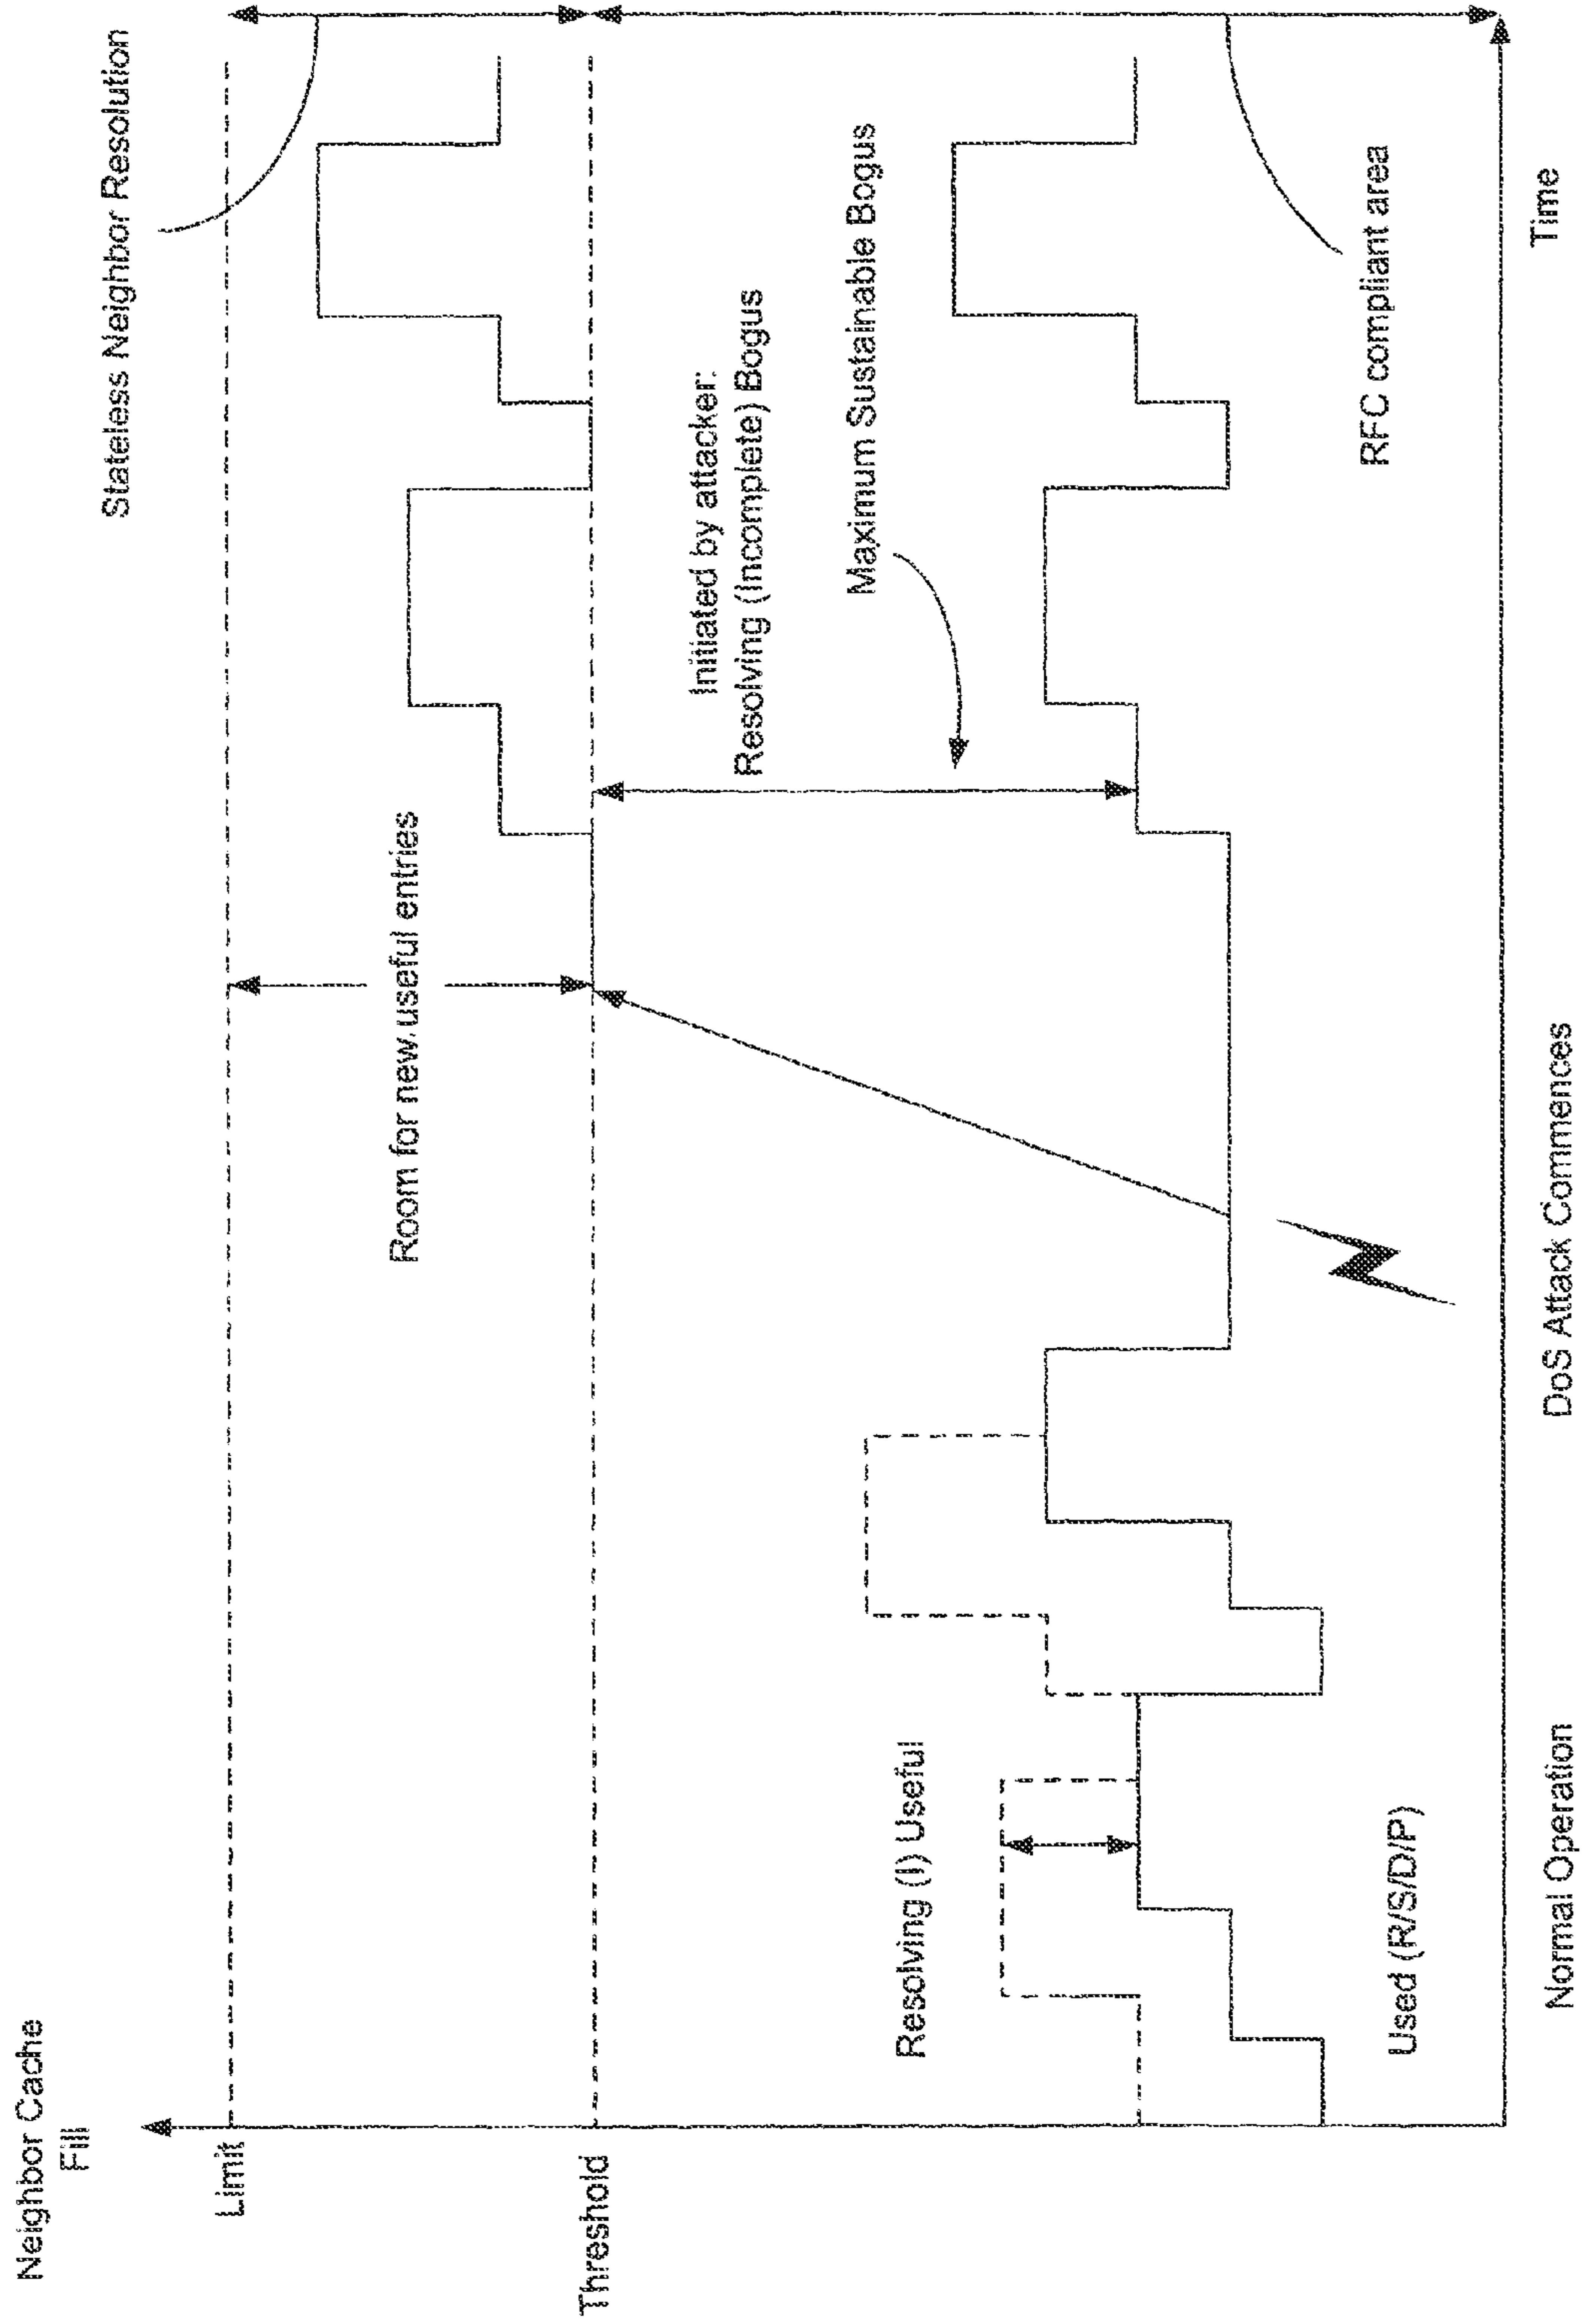 Neighbor Cache
Fill
Limit
Threshold
Stateless Neighbor Resolution
Room for new useful entries
Initiated by attacker:
Resolving (Incomplete) Bogus
Maximum Sustainable Bogus
Resolving (I) Useful
Used (R/S/D/P)
RFC compliant area
Normal Operation
DoS Attack Commences
Time